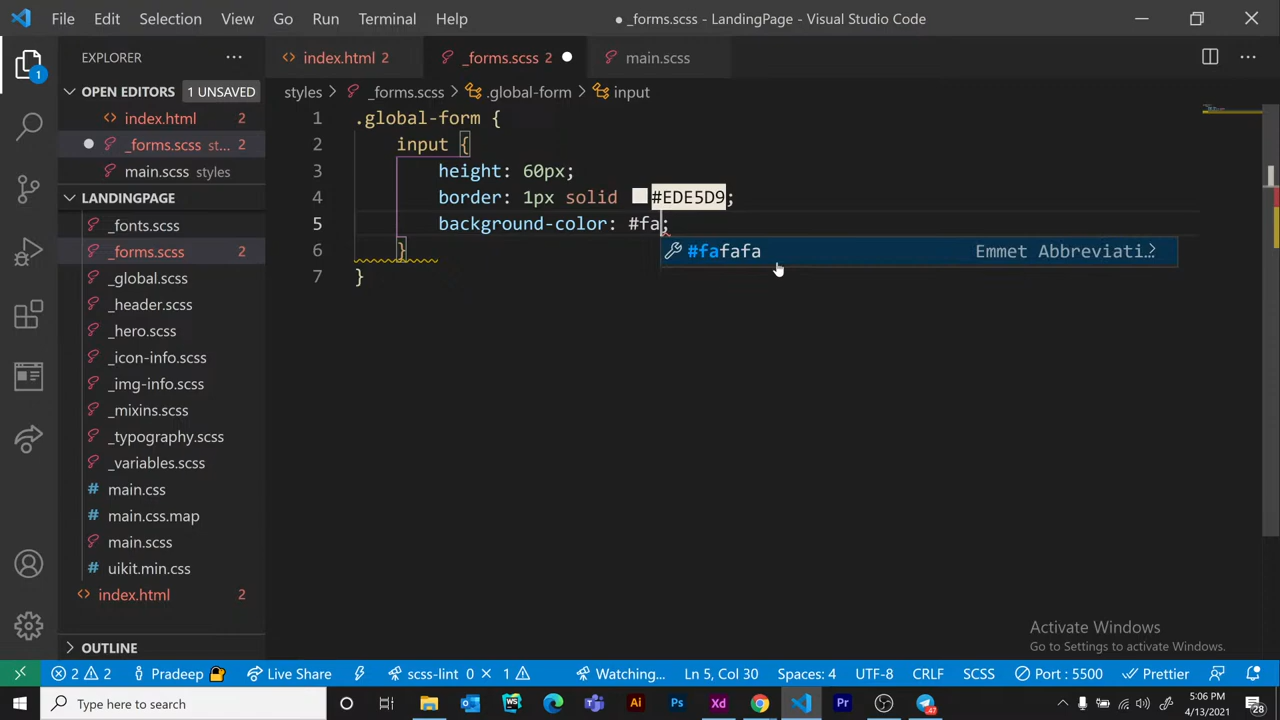 File Edit Selection View Go Run Terminal Help
● _forms.scss - LandingPage - Visual Studio Code
EXPLORER
index.html 2
_forms.scss 2
main.scss
1
OPEN EDITORS
1 UNSAVED
index.html 2
_forms.scss st... 2
main.scss styles
LANDINGPAGE
_fonts.scss
_forms.scss 2
_global.scss
_header.scss
_hero.scss
_icon-info.scss
_img-info.scss
_mixins.scss
_typography.scss
_variables.scss
main.css
main.css.map
main.scss
uikit.min.css
index.html 2
OUTLINE
styles > _forms.scss > .global-form > input
1 .global-form {
2 input {
3 height: 60px;
4 border: 1px solid #EDE5D9;
5 background-color: #fa;
#fafafa Emmet Abbreviati...
6 }
7 }
Activate Windows
Go to Settings to activate Windows.
2 2 Pradeep Live Share scss-lint 0 1 Watching... Ln 5, Col 30 Spaces: 4 UTF-8 CRLF SCSS Port : 5500 Prettier
Type here to search
Ai Ps Xd Pr 47
5:06 PM
4/13/2021
28